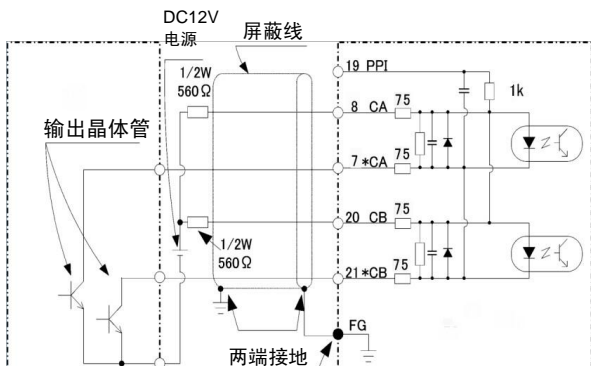 DC12V
电源
屏蔽线
1/2W
560Ω
19 PPI
1k
8 CA 75
输出晶体管
75
7 *CA
20 CB 75
1/2W
560Ω
75
21 *CB
FG
两端接地